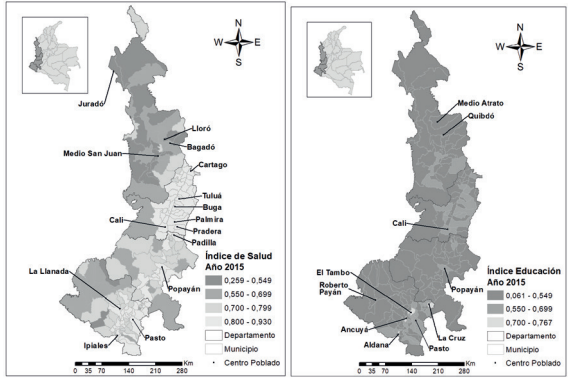 N
W E
S
Juradó
Lloró
Bagadó
Medio San Juan
Cartago
Tuluá
Buga
Cali
Palmira
Pradera
Padilla
La Llanada
Popayán
Pasto
Ipiales
Índice de Salud
Año 2015
0,259 - 0,549
0,550 - 0,699
0,700 - 0,799
0,800 - 0,930
Departamento
Municipio
Centro Poblado
0 35 70 140 210 280
Km
N
W E
S
Medio Atrato
Quibdó
Cali
El Tambo
Roberto
Payán
Popayán
Ancuyá
La Cruz
Aldana
Pasto
Índice Educación
Año 2015
0,061 - 0,549
0,550 - 0,699
0,700 - 0,767
Departamento
Municipio
Centro Poblado
0 35 70 140 210 280
Km